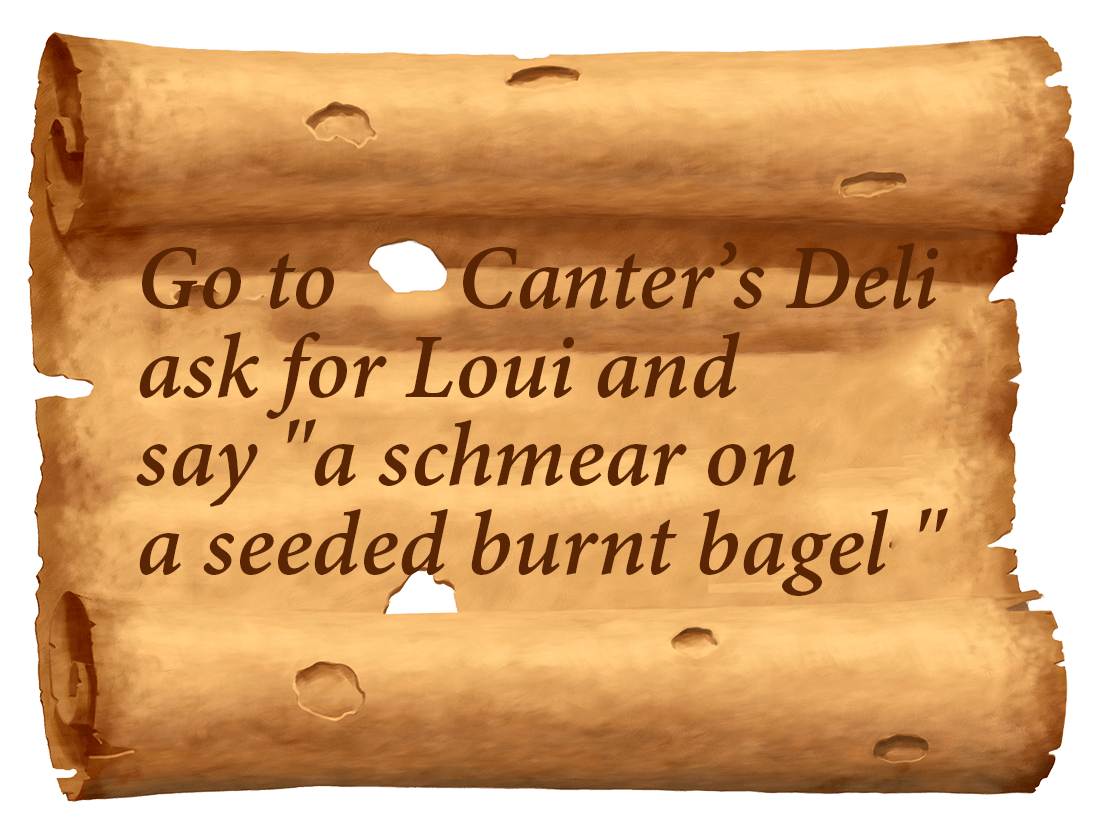 Go to Canter’s Deli
ask for Loui and
say "a schmear on
a seeded burnt bagel "